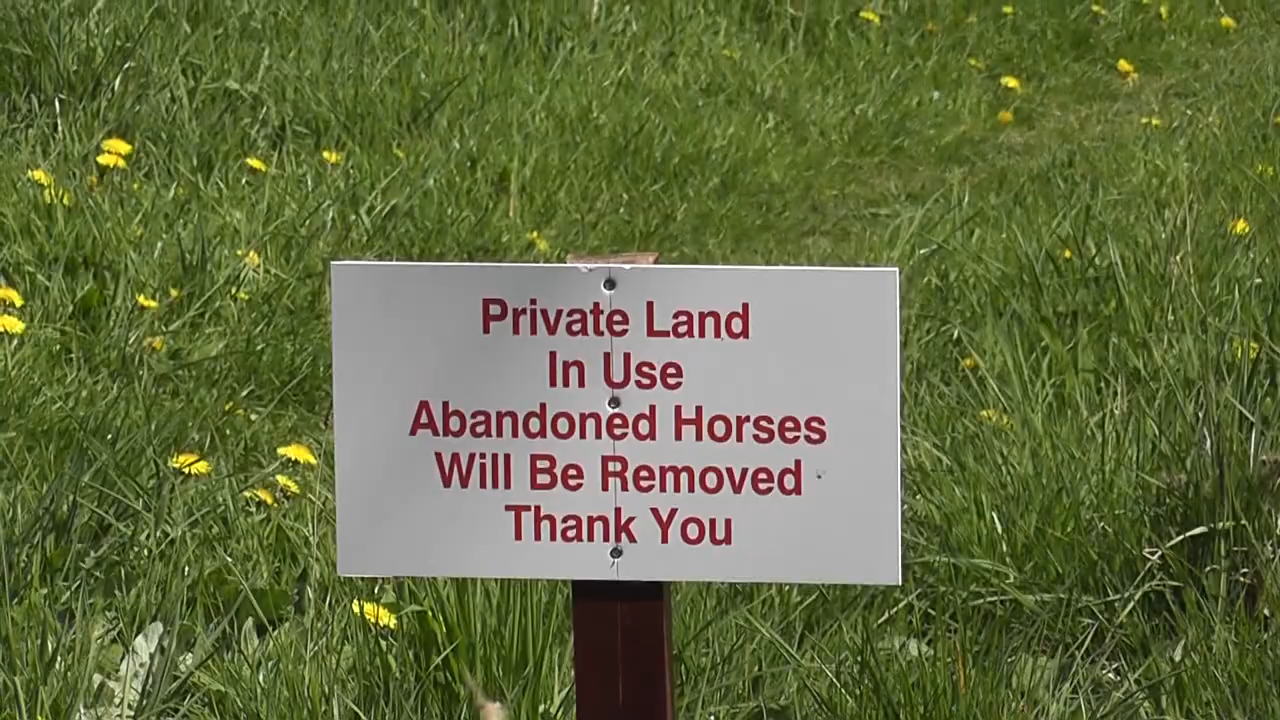 Private Land
In Use
Abandoned Horses
Will Be Removed
Thank You